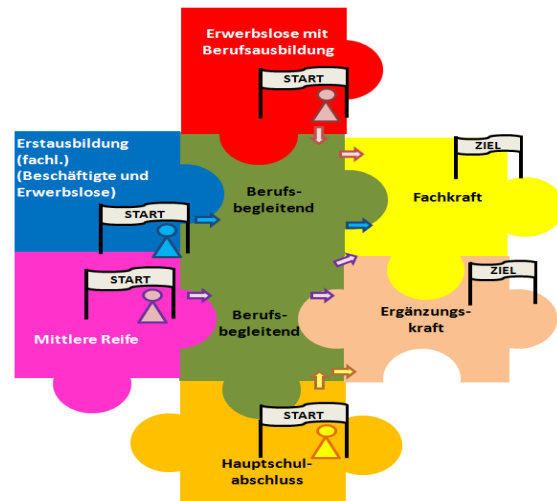 Erwerbslose mit
Berufsausbildung
START
Erstausbildung
(fachl.)
(Beschäftigte und
Erwerbslose)
START
Berufs-
begleitend
ZIEL
Fachkraft
START
Mittlere Reife
Berufs-
begleitend
ZIEL
Ergänzungs-
kraft
START
Hauptschul-
abschluss